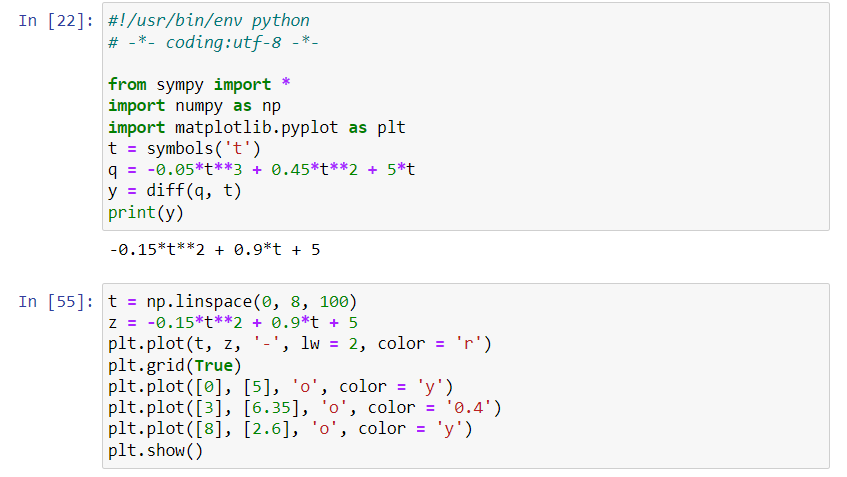 In [22]: #!/usr/bin/env python
# -*- coding:utf-8 -*-
from sympy import *
import numpy as np
import matplotlib.pyplot as plt
t = symbols('t')
q = -0.05*t**3 + 0.45*t**2 + 5*t
y = diff(q, t)
print(y)
-0.15*t**2 + 0.9*t + 5
In [55]: t = np.linspace(0, 8, 100)
z = -0.15*t**2 + 0.9*t + 5
plt.plot(t, z, '-', lw = 2, color = 'r')
plt.grid(True)
plt.plot([0], [5], 'o', color = 'y')
plt.plot([3], [6.35], 'o', color = '0.4')
plt.plot([8], [2.6], 'o', color = 'y')
plt.show()